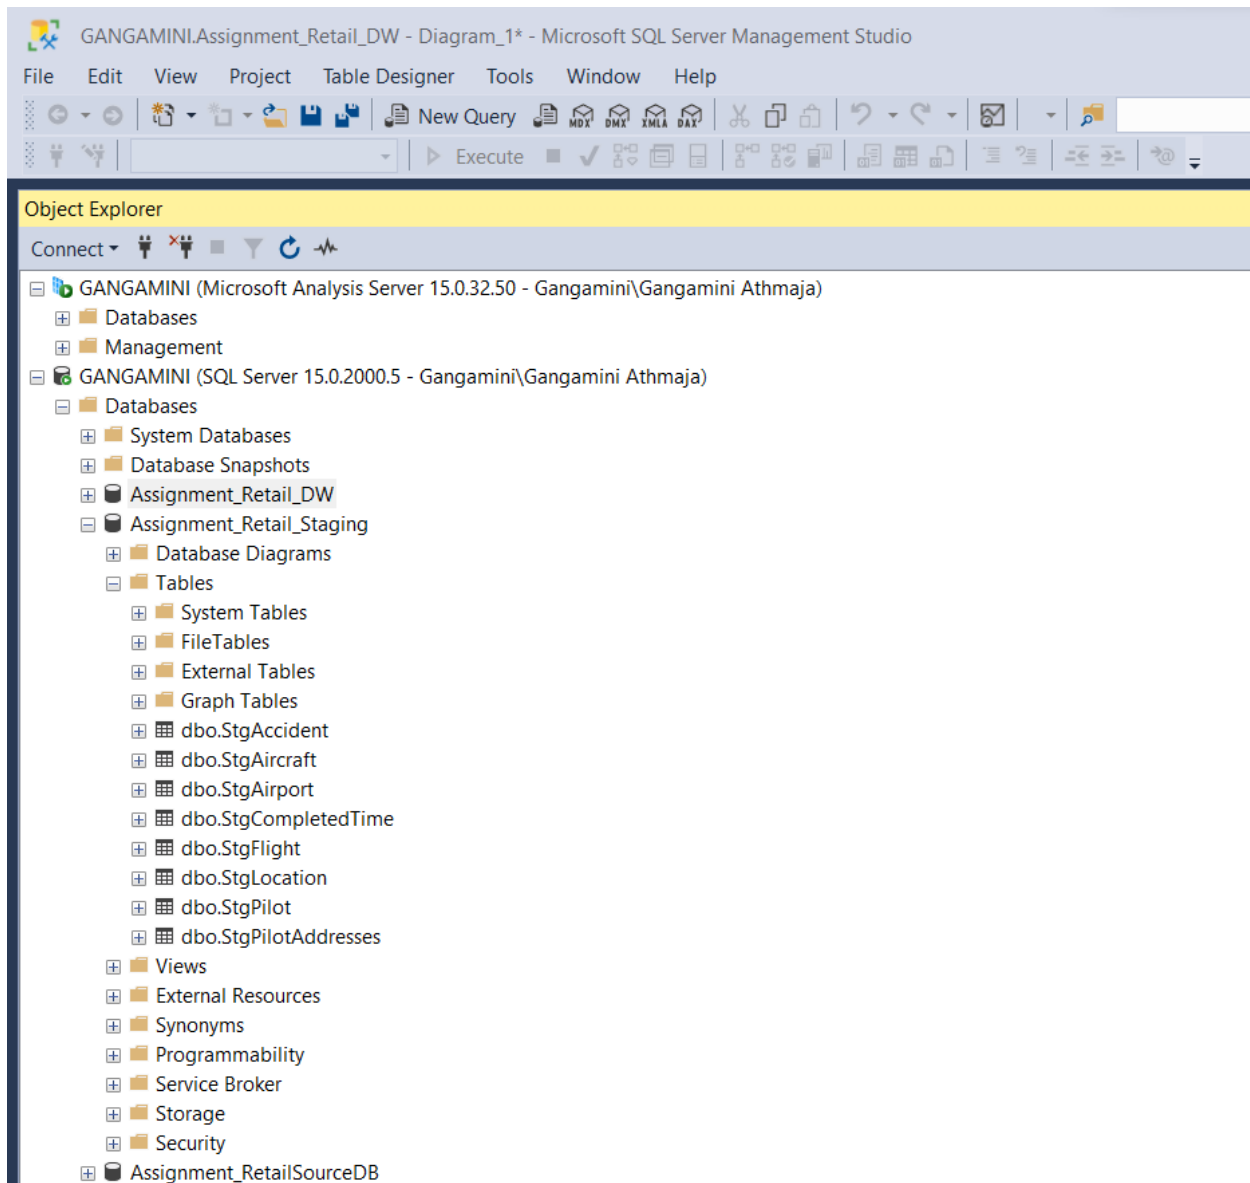 GANGAMINI.Assignment_Retail_DW - Diagram_1* - Microsoft SQL Server Management Studio
File Edit View Project Table Designer Tools Window Help
New Query MDX DMX XMLA DAX
Execute
Object Explorer
Connect
GANGAMINI (Microsoft Analysis Server 15.0.32.50 - Gangamini\Gangamini Athmaja)
Databases
Management
GANGAMINI (SQL Server 15.0.2000.5 - Gangamini\Gangamini Athmaja)
Databases
System Databases
Database Snapshots
Assignment_Retail_DW
Assignment_Retail_Staging
Database Diagrams
Tables
System Tables
FileTables
External Tables
Graph Tables
dbo.StgAccident
dbo.StgAircraft
dbo.StgAirport
dbo.StgCompletedTime
dbo.StgFlight
dbo.StgLocation
dbo.StgPilot
dbo.StgPilotAddresses
Views
External Resources
Synonyms
Programmability
Service Broker
Storage
Security
Assignment_RetailSourceDB